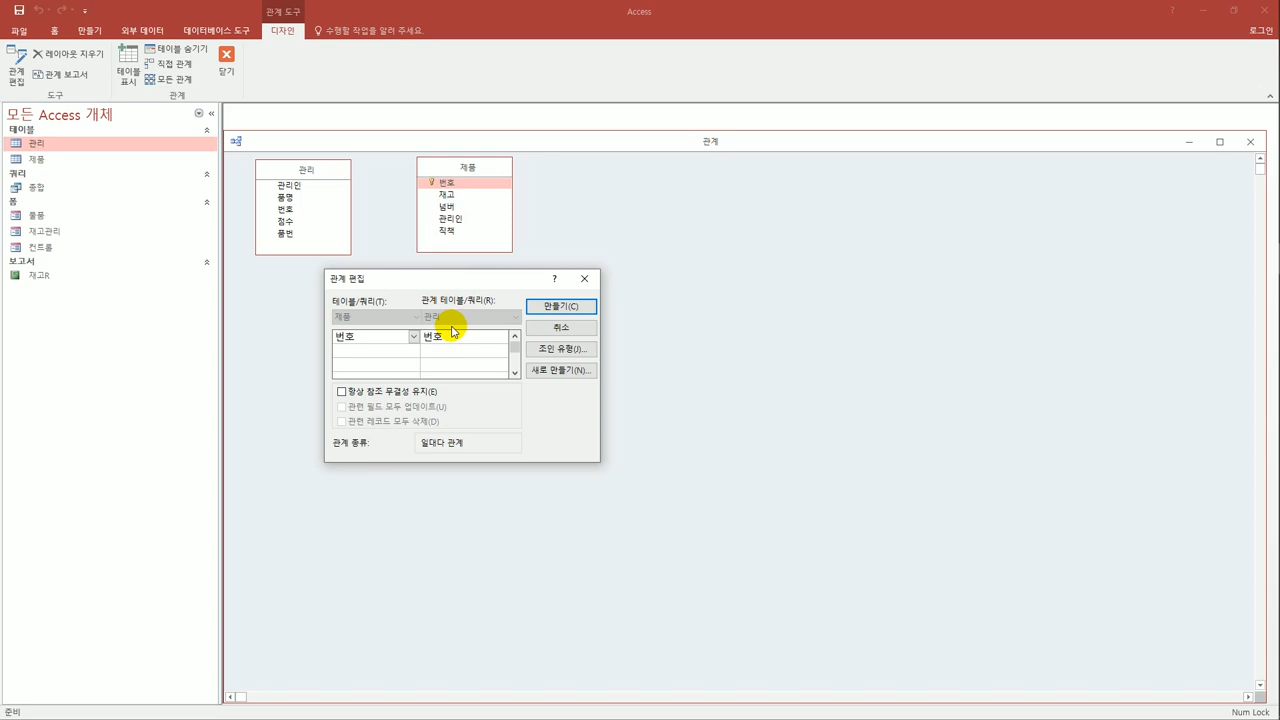 관계 도구
Access
파일
홈
만들기
외부 데이터
데이터베이스 도구
디자인
수행할 작업을 알려 주세요.
로그인
관계
편집
레이아웃 지우기
관계 보고서
도구
테이블
표시
테이블 숨기기
직접 관계
모든 관계
관계
닫기
모든 Access 개체
테이블
관리
제품
쿼리
종합
폼
물품
재고관리
컨트롤
보고서
재고R
관계
관리
관리인
품명
번호
점수
품번
제품
번호
재고
넘버
관리인
직책
관계 편집
테이블/쿼리(T):
관계 테이블/쿼리(R):
제품
관리
번호
번호
만들기(C)
취소
조인 유형(J)...
새로 만들기(N)...
항상 참조 무결성 유지(E)
관련 필드 모두 업데이트(U)
관련 레코드 모두 삭제(D)
관계 종류:
일대다 관계
준비
Num Lock